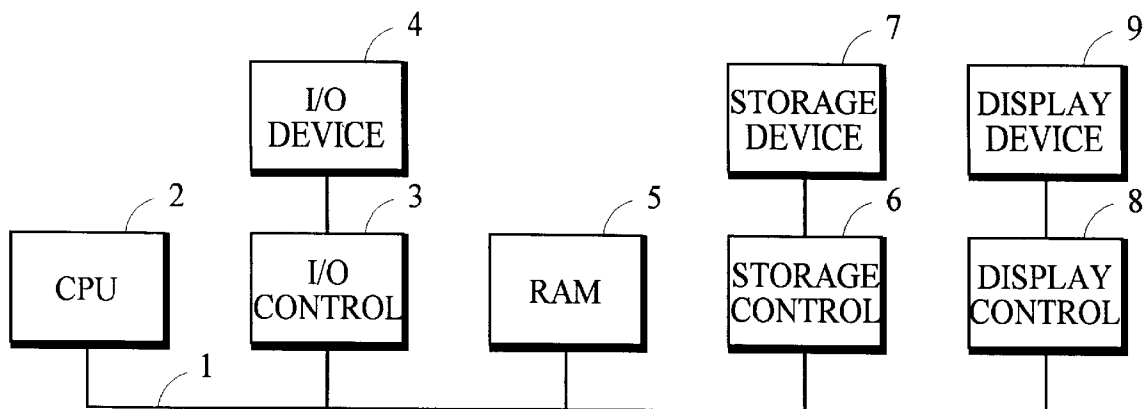 4
7
9
I/O
DEVICE
STORAGE
DEVICE
DISPLAY
DEVICE
2
3
5
6
8
CPU
I/O
CONTROL
RAM
STORAGE
CONTROL
DISPLAY
CONTROL
1